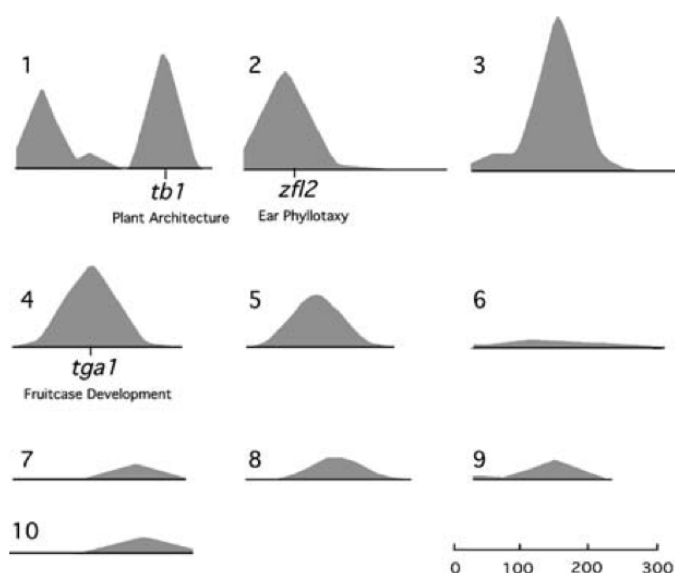 1
2
3
tb1
zfl2
Plant Architecture
Ear Phyllotaxy
4
5
6
tga1
Fruitcase Development
7
8
9
10
0 100 200 300